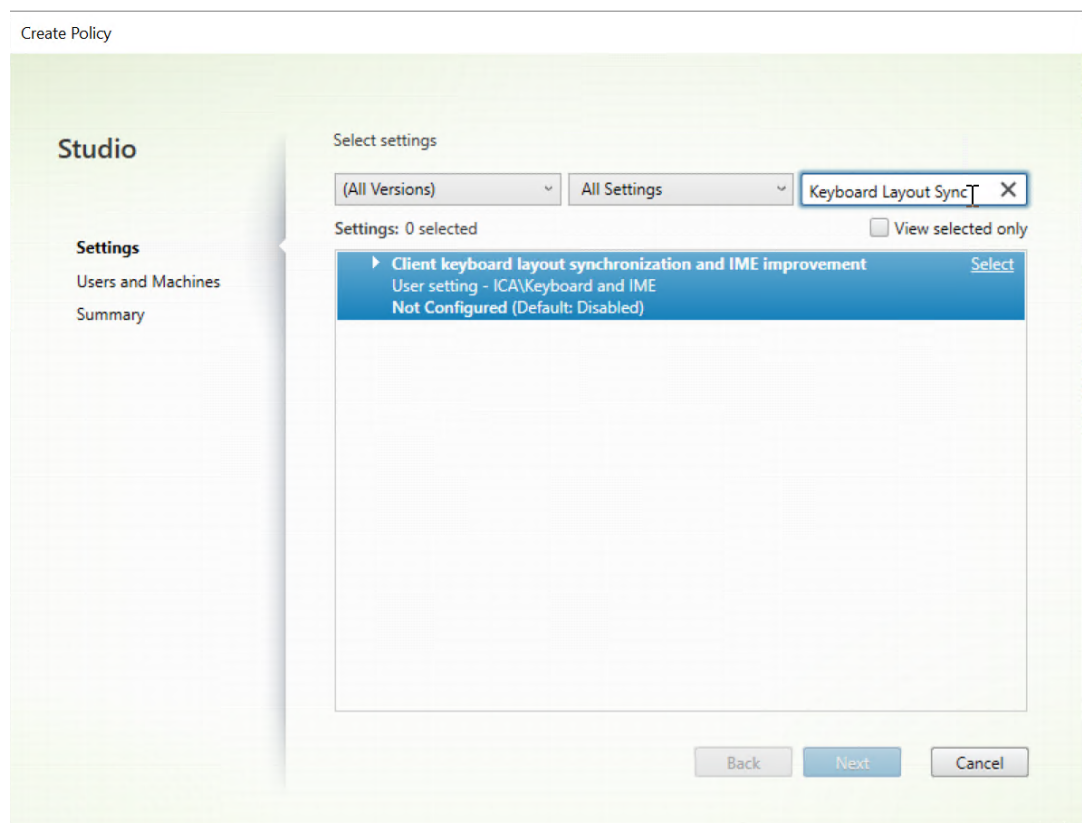 Create Policy
Studio
Settings
Users and Machines
Summary
Select settings
(All Versions)
All Settings
Keyboard Layout Sync
Settings: 0 selected
View selected only
Client keyboard layout synchronization and IME improvement
Select
User setting - ICA\Keyboard and IME
Not Configured (Default: Disabled)
Back
Next
Cancel